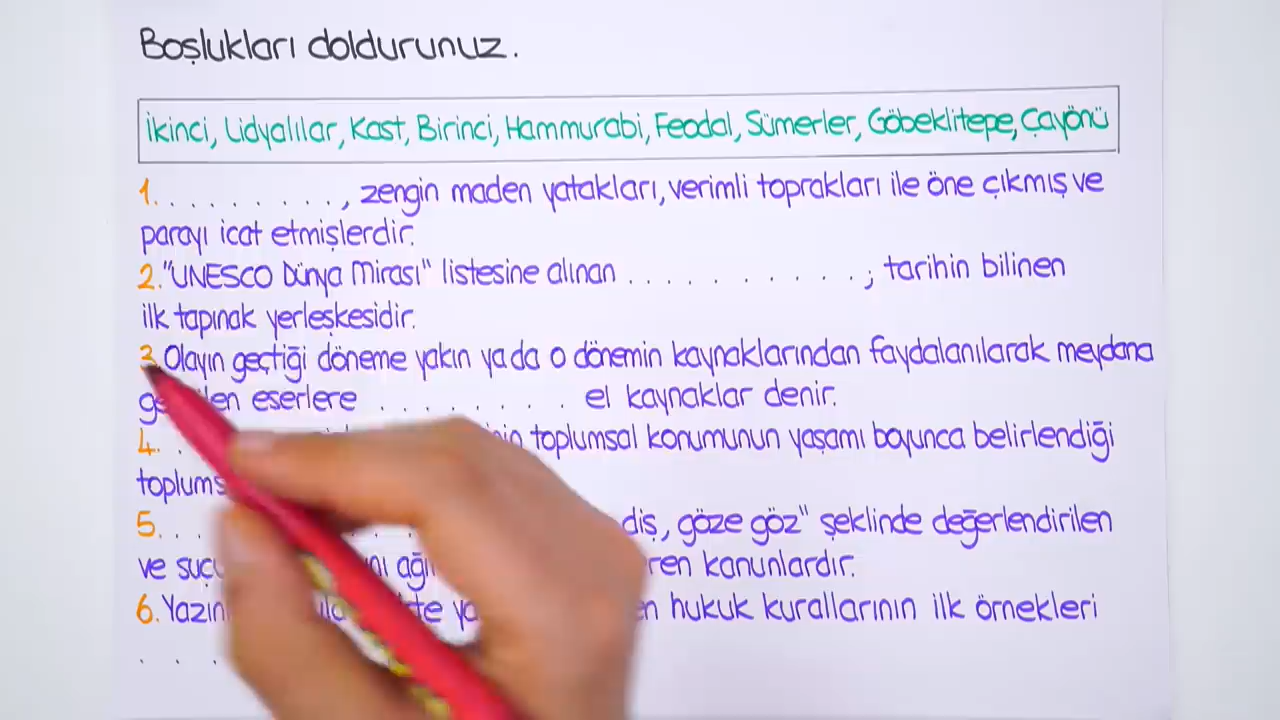 Boşlukları doldurunuz.
İkinci, Lidyalılar, Kast, Birinci, Hammurabi, Feodal, Sümerler, Göbeklitepe, Çayönü
1. . . . . . . . . . , zengin maden yatakları, verimli toprakları ile öne çıkmış ve
parayı icat etmişlerdir.
2. "UNESCO Dünya Mirası" listesine alınan . . . . . . . . . ; tarihin bilinen
ilk tapınak yerleşkesidir.
3. Olayın geçtiği döneme yakın ya da o dönemin kaynaklarından faydalanılarak meydana
eserlere . . . . . . . el kaynaklar denir.
4. . toplumsal konumunun yaşamı boyunca belirlendiği
5. . . diş, göze göz" şeklinde değerlendirilen
ve kanunlardır.
6. hukuk kurallarının ilk örnekleri
. . .